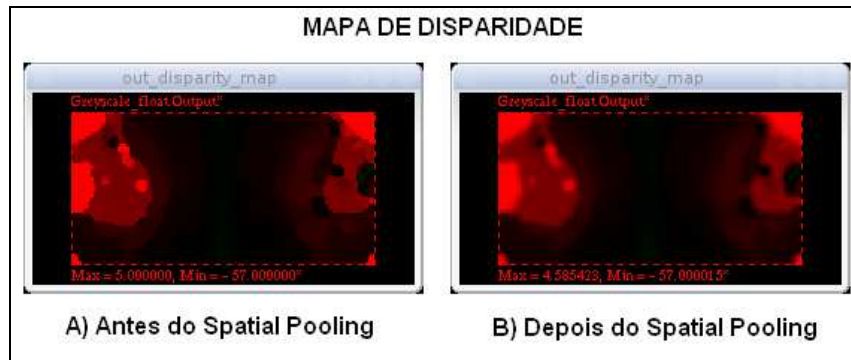 MAPA DE DISPARIDADE
out_disparity_map
out_disparity_map
Greyscale_float Output"
Greyscale_float Output"
Max = 5.000000, Min = - 57.000000"
Max = 4.585423, Min = - 57.000015"
A) Antes do Spatial Pooling
B) Depois do Spatial Pooling